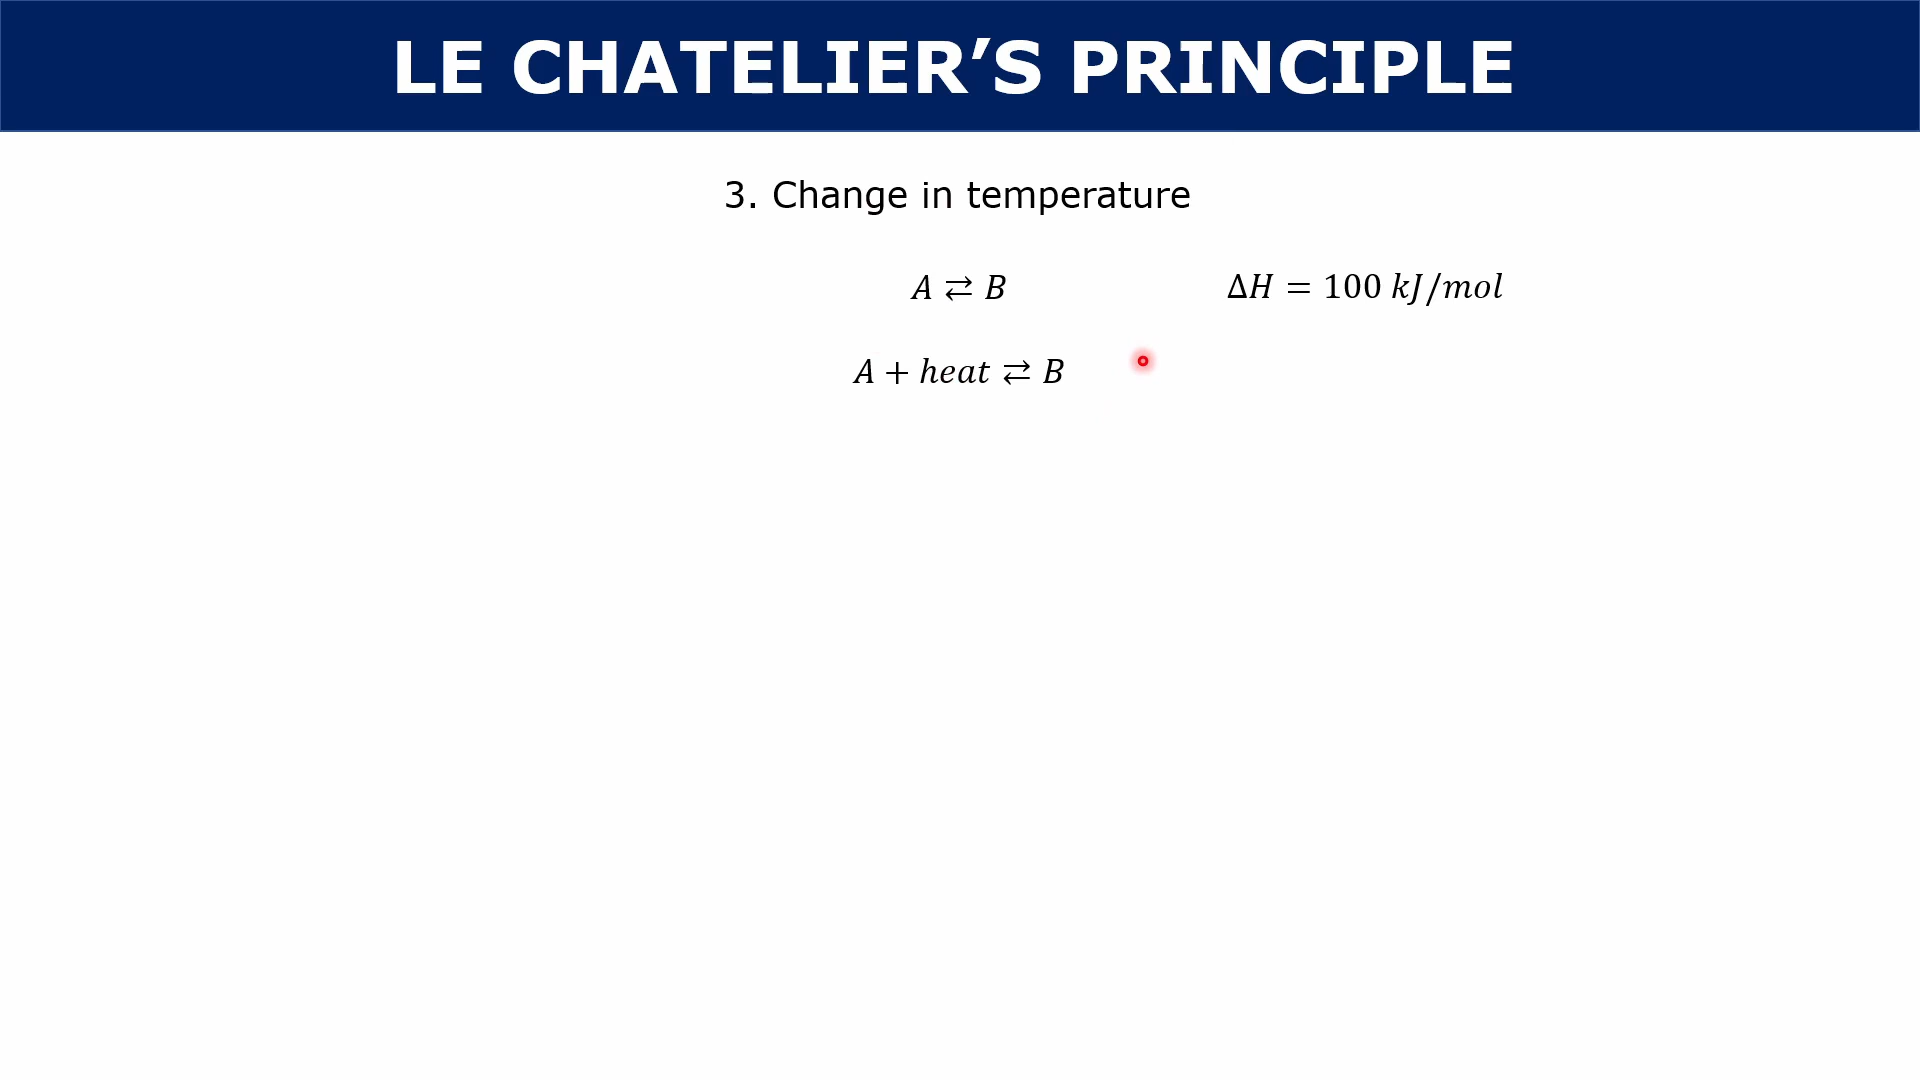 LE CHATELIER’S PRINCIPLE
3. Change in temperature
A ⇄ B ΔH = 100 kJ/mol
A + heat ⇄ B